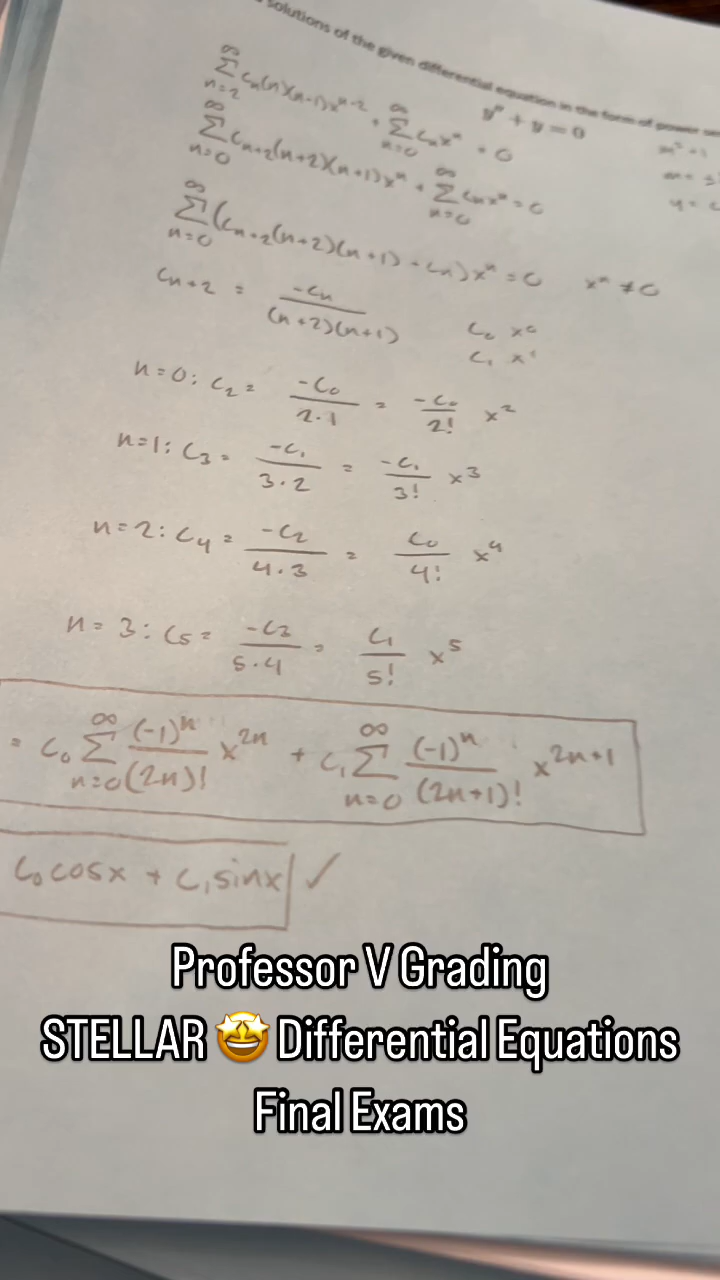 solutions of the given differential equation in the form of power
y" + y = 0
∞ Σ n=2 cₙ(n)(n-1)xⁿ⁻² + ∞ Σ n=0 cₙxⁿ = 0
∞ Σ n=0 cₙ₊₂(n+2)(n+1)xⁿ + ∞ Σ n=0 cₙxⁿ = 0
∞ Σ n=0 (cₙ₊₂(n+2)(n+1) + cₙ)xⁿ = 0 xⁿ ≠ 0
cₙ₊₂ = -cₙ/(n+2)(n+1)
c₀ x⁰
c₁ x¹
n=0: c₂ = -c₀/2·1 = -c₀/2! x²
n=1: c₃ = -c₁/3·2 = -c₁/3! x³
n=2: c₄ = -c₂/4·3 = c₀/4! x⁴
n=3: c₅ = -c₃/5·4 = c₁/5! x⁵
= c₀ ∞ Σ n=0 (-1)ⁿ/(2n)! x²ⁿ + c₁ ∞ Σ n=0 (-1)ⁿ/(2n+1)! x²ⁿ⁺¹
c₀cosx + c₁sinx ✓
Professor V Grading
STELLAR 🤩 Differential Equations
Final Exams